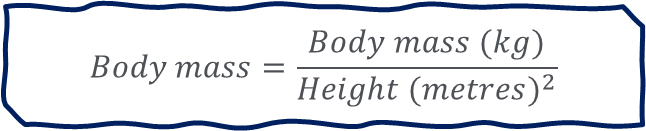 Body mass = Body mass (kg) / Height (metres)²